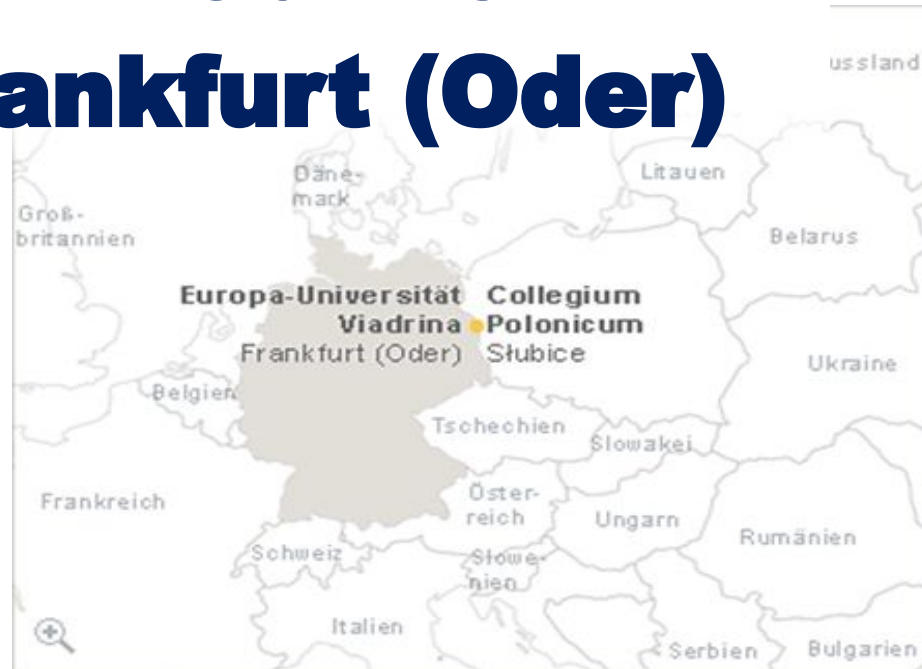 ankfurt (Oder)
ussland
Däne-
mark
Litauen
Groß-
britannien
Belarus
Europa-Universität
Viadrina
Frankfurt (Oder)
Collegium
Polonicum
Słubice
Ukraine
Belgien
Tschechien
Slowakei
Frankreich
Öster-
reich
Ungarn
Rumänien
Schweiz
Slowe-
nien
Italien
Serbien
Bulgarien